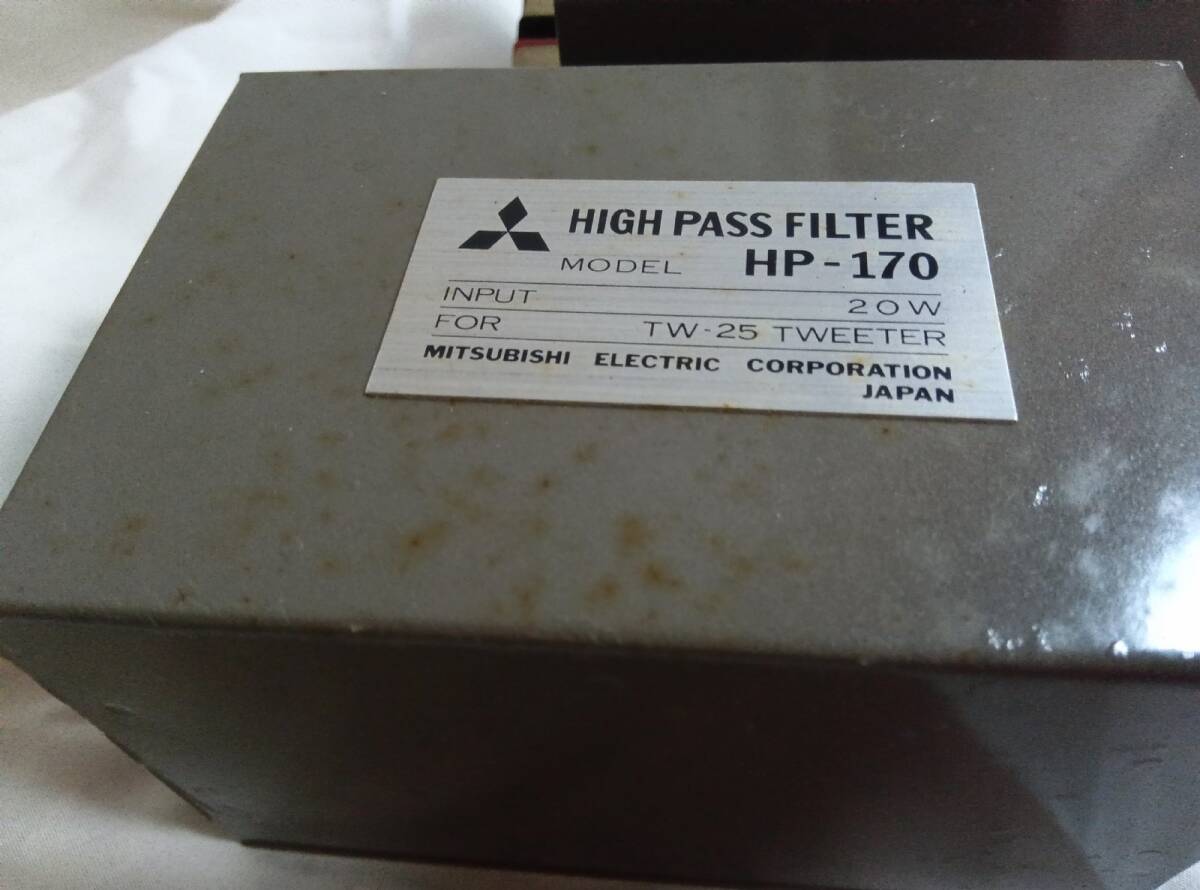 HIGH PASS FILTER
MODEL HP-170
INPUT 20W
FOR TW-25 TWEETER
MITSUBISHI ELECTRIC CORPORATION
JAPAN